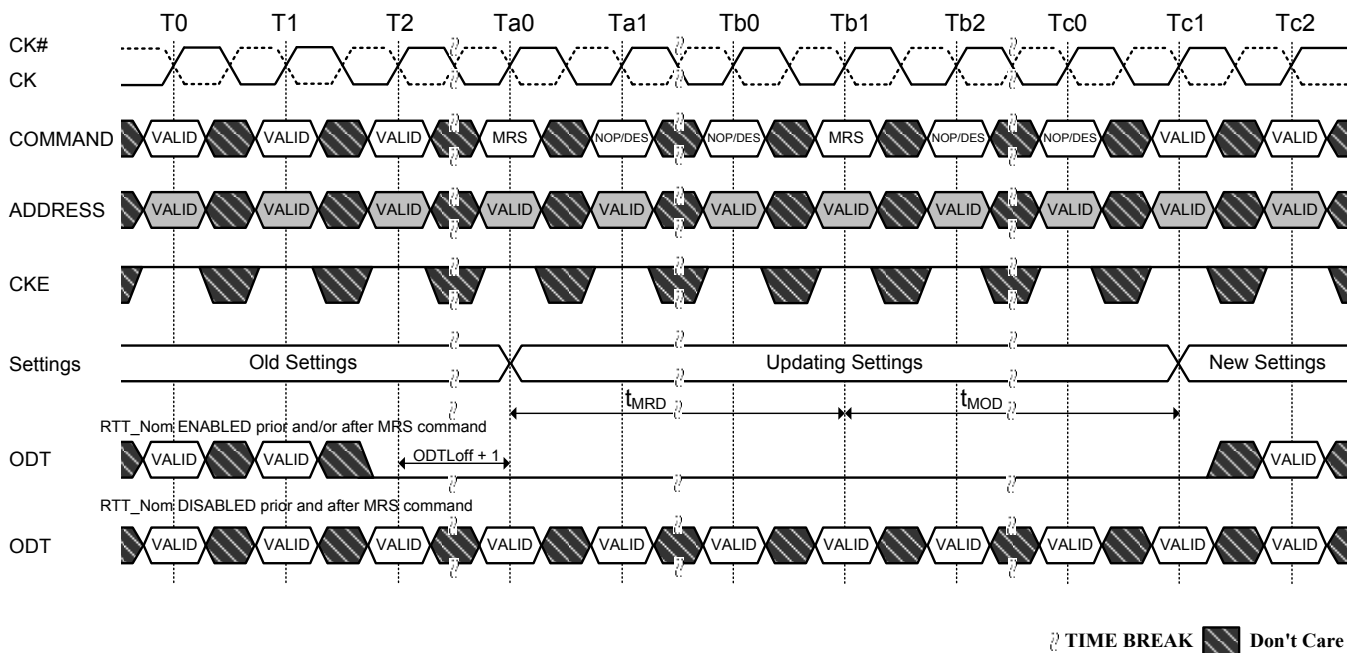 T0 T1 T2 Ta0 Ta1 Tb0 Tb1 Tb2 Tc0 Tc1 Tc2
CK#
CK
COMMAND VALID VALID VALID MRS NOP/DES NOP/DES MRS NOP/DES NOP/DES VALID VALID
ADDRESS VALID VALID VALID VALID VALID VALID VALID VALID VALID VALID VALID
CKE
Settings Old Settings Updating Settings New Settings
tMRD tMOD
RTT_Nom ENABLED prior and/or after MRS command
ODT VALID VALID ODTLoff + 1 VALID
RTT_Nom DISABLED prior and after MRS command
ODT VALID VALID VALID VALID VALID VALID VALID VALID VALID VALID VALID
TIME BREAK Don't Care